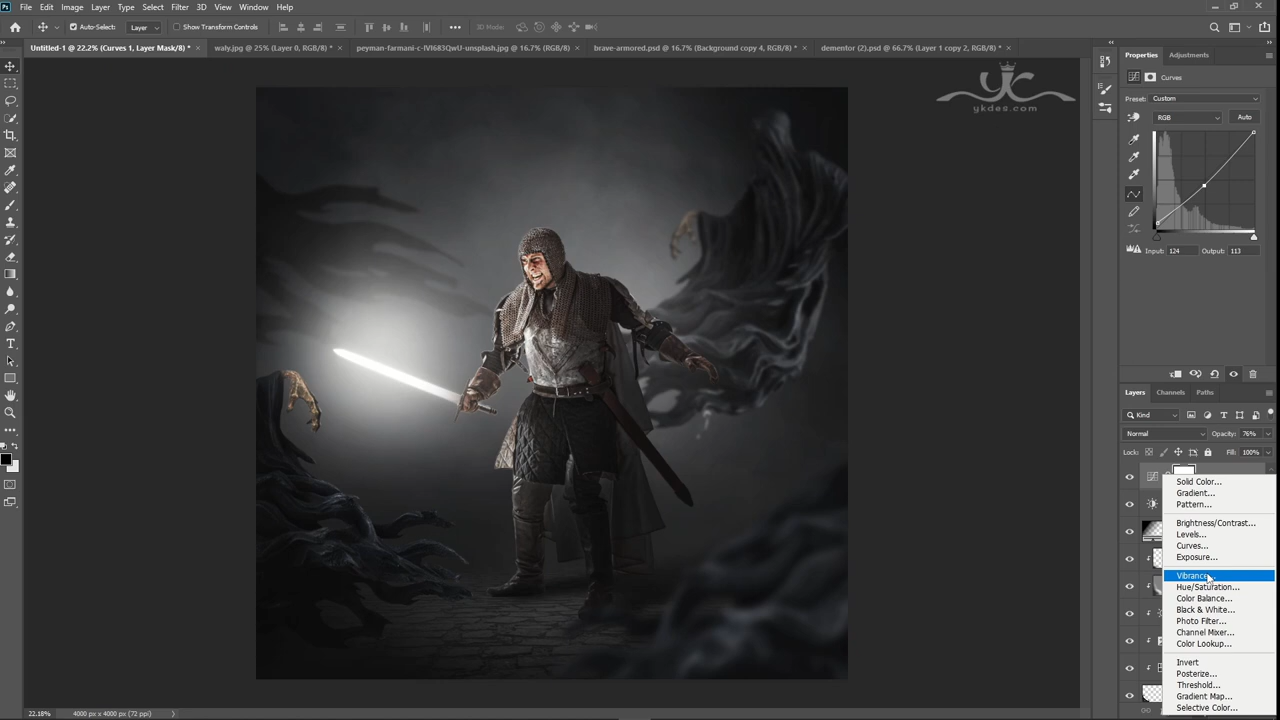 File Edit Image Layer Type Select Filter 3D View Window Help
Auto-Select: Layer Show Transform Controls 3D Mode:
Untitled-1 @ 22.2% (Curves 1, Layer Mask/8) * × waly.jpg @ 25% (Layer 0, RGB/8) * × peyman-farmani-c-IVI683QwU-unsplash.jpg @ 16.7% (RGB/8) × brave-armored.psd @ 16.7% (Background copy 4, RGB/8) * × dementor (2).psd @ 66.7% (Layer 1 copy 2, RGB/8) * ×
yc
ykdes.com
Properties Adjustments
Curves
Preset: Custom
RGB Auto
Input: 124 Output: 113
Layers Channels Paths
Kind
Normal Opacity: 76%
Lock: Fill: 100%
Solid Color...
Gradient...
Pattern...
Brightness/Contrast...
Levels...
Curves...
Exposure...
Vibrance...
Hue/Saturation...
Color Balance...
Black & White...
Photo Filter...
Channel Mixer...
Color Lookup...
Invert
Posterize...
Threshold...
Gradient Map...
Selective Color...
22.18% 4000 px x 4000 px (72 ppi)